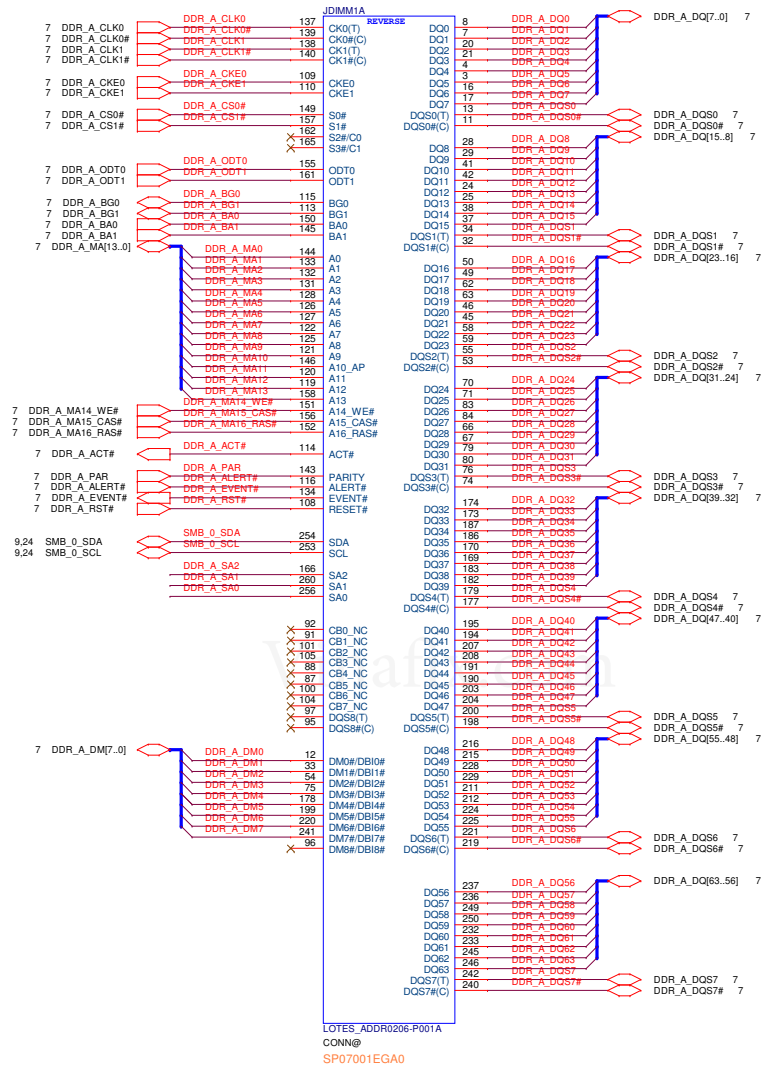 JDIMM1A
REVERSE
7 DDR_A_CLK0 DDR_A_CLK0 137 CK0(T)
7 DDR_A_CLK0# DDR_A_CLK0# 139 CK0#(C)
7 DDR_A_CLK1 DDR_A_CLK1 138 CK1(T)
7 DDR_A_CLK1# DDR_A_CLK1# 140 CK1#(C)
7 DDR_A_CKE0 DDR_A_CKE0 109 CKE0
7 DDR_A_CKE1 DDR_A_CKE1 110 CKE1
7 DDR_A_CS0# DDR_A_CS0# 149 S0#
7 DDR_A_CS1# DDR_A_CS1# 157 S1#
162 S2#/C0
165 S3#/C1
7 DDR_A_ODT0 DDR_A_ODT0 155 ODT0
7 DDR_A_ODT1 DDR_A_ODT1 161 ODT1
7 DDR_A_BG0 DDR_A_BG0 115 BG0
7 DDR_A_BG1 DDR_A_BG1 113 BG1
7 DDR_A_BA0 DDR_A_BA0 150 BA0
7 DDR_A_BA1 DDR_A_BA1 145 BA1
7 DDR_A_MA[13..0]
DDR_A_MA0 144 A0
DDR_A_MA1 133 A1
DDR_A_MA2 132 A2
DDR_A_MA3 131 A3
DDR_A_MA4 128 A4
DDR_A_MA5 126 A5
DDR_A_MA6 127 A6
DDR_A_MA7 122 A7
DDR_A_MA8 125 A8
DDR_A_MA9 121 A9
DDR_A_MA10 146 A10_AP
DDR_A_MA11 120 A11
DDR_A_MA12 119 A12
DDR_A_MA13 158 A13
7 DDR_A_MA14_WE# DDR_A_MA14_WE# 151 A14_WE#
7 DDR_A_MA15_CAS# DDR_A_MA15_CAS# 156 A15_CAS#
7 DDR_A_MA16_RAS# DDR_A_MA16_RAS# 152 A16_RAS#
7 DDR_A_ACT# DDR_A_ACT# 114 ACT#
7 DDR_A_PAR DDR_A_PAR 143 PARITY
7 DDR_A_ALERT# DDR_A_ALERT# 116 ALERT#
7 DDR_A_EVENT# DDR_A_EVENT# 134 EVENT#
7 DDR_A_RST# DDR_A_RST# 108 RESET#
9,24 SMB_0_SDA SMB_0_SDA 254 SDA
9,24 SMB_0_SCL SMB_0_SCL 253 SCL
DDR_A_SA2 166 SA2
DDR_A_SA1 260 SA1
DDR_A_SA0 256 SA0
92 CB0_NC
91 CB1_NC
101 CB2_NC
105 CB3_NC
88 CB4_NC
87 CB5_NC
100 CB6_NC
104 CB7_NC
97 DQS8(T)
95 DQS8#(C)
7 DDR_A_DM[7..0]
DDR_A_DM0 12 DM0#/DBI0#
DDR_A_DM1 33 DM1#/DBI1#
DDR_A_DM2 54 DM2#/DBI2#
DDR_A_DM3 75 DM3#/DBI3#
DDR_A_DM4 178 DM4#/DBI4#
DDR_A_DM5 199 DM5#/DBI5#
DDR_A_DM6 220 DM6#/DBI6#
DDR_A_DM7 241 DM7#/DBI7#
96 DM8#/DBI8#
DQ0 8 DDR_A_DQ0 DDR_A_DQ[7..0] 7
DQ1 7 DDR_A_DQ1
DQ2 20 DDR_A_DQ2
DQ3 21 DDR_A_DQ3
DQ4 4 DDR_A_DQ4
DQ5 3 DDR_A_DQ5
DQ6 16 DDR_A_DQ6
DQ7 17 DDR_A_DQ7
DQS0(T) 13 DDR_A_DQS0 DDR_A_DQS0 7
DQS0#(C) 11 DDR_A_DQS0# DDR_A_DQS0# 7
DQ8 28 DDR_A_DQ8 DDR_A_DQ[15..8] 7
DQ9 29 DDR_A_DQ9
DQ10 41 DDR_A_DQ10
DQ11 42 DDR_A_DQ11
DQ12 24 DDR_A_DQ12
DQ13 25 DDR_A_DQ13
DQ14 38 DDR_A_DQ14
DQ15 37 DDR_A_DQ15
DQS1(T) 34 DDR_A_DQS1 DDR_A_DQS1 7
DQS1#(C) 32 DDR_A_DQS1# DDR_A_DQS1# 7
DQ16 50 DDR_A_DQ16 DDR_A_DQ[23..16] 7
DQ17 49 DDR_A_DQ17
DQ18 62 DDR_A_DQ18
DQ19 63 DDR_A_DQ19
DQ20 46 DDR_A_DQ20
DQ21 45 DDR_A_DQ21
DQ22 58 DDR_A_DQ22
DQ23 59 DDR_A_DQ23
DQS2(T) 55 DDR_A_DQS2 DDR_A_DQS2 7
DQS2#(C) 53 DDR_A_DQS2# DDR_A_DQS2# 7
DQ24 70 DDR_A_DQ24 DDR_A_DQ[31..24] 7
DQ25 71 DDR_A_DQ25
DQ26 83 DDR_A_DQ26
DQ27 84 DDR_A_DQ27
DQ28 66 DDR_A_DQ28
DQ29 67 DDR_A_DQ29
DQ30 79 DDR_A_DQ30
DQ31 80 DDR_A_DQ31
DQS3(T) 76 DDR_A_DQS3 DDR_A_DQS3 7
DQS3#(C) 74 DDR_A_DQS3# DDR_A_DQS3# 7
DQ32 174 DDR_A_DQ32 DDR_A_DQ[39..32] 7
DQ33 173 DDR_A_DQ33
DQ34 187 DDR_A_DQ34
DQ35 186 DDR_A_DQ35
DQ36 170 DDR_A_DQ36
DQ37 169 DDR_A_DQ37
DQ38 183 DDR_A_DQ38
DQ39 182 DDR_A_DQ39
DQS4(T) 179 DDR_A_DQS4 DDR_A_DQS4 7
DQS4#(C) 177 DDR_A_DQS4# DDR_A_DQS4# 7
DQ40 195 DDR_A_DQ40 DDR_A_DQ[47..40] 7
DQ41 194 DDR_A_DQ41
DQ42 207 DDR_A_DQ42
DQ43 208 DDR_A_DQ43
DQ44 191 DDR_A_DQ44
DQ45 190 DDR_A_DQ45
DQ46 203 DDR_A_DQ46
DQ47 204 DDR_A_DQ47
DQS5(T) 200 DDR_A_DQS5 DDR_A_DQS5 7
DQS5#(C) 198 DDR_A_DQS5# DDR_A_DQS5# 7
DQ48 216 DDR_A_DQ48 DDR_A_DQ[55..48] 7
DQ49 215 DDR_A_DQ49
DQ50 228 DDR_A_DQ50
DQ51 229 DDR_A_DQ51
DQ52 211 DDR_A_DQ52
DQ53 212 DDR_A_DQ53
DQ54 224 DDR_A_DQ54
DQ55 225 DDR_A_DQ55
DQS6(T) 221 DDR_A_DQS6 DDR_A_DQS6 7
DQS6#(C) 219 DDR_A_DQS6# DDR_A_DQS6# 7
DQ56 237 DDR_A_DQ56 DDR_A_DQ[63..56] 7
DQ57 236 DDR_A_DQ57
DQ58 249 DDR_A_DQ58
DQ59 250 DDR_A_DQ59
DQ60 232 DDR_A_DQ60
DQ61 233 DDR_A_DQ61
DQ62 245 DDR_A_DQ62
DQ63 246 DDR_A_DQ63
DQS7(T) 242 DDR_A_DQS7 DDR_A_DQS7 7
DQS7#(C) 240 DDR_A_DQS7# DDR_A_DQS7# 7
LOTES_ADDR0206-P001A
CONN@
SP07001EGA0